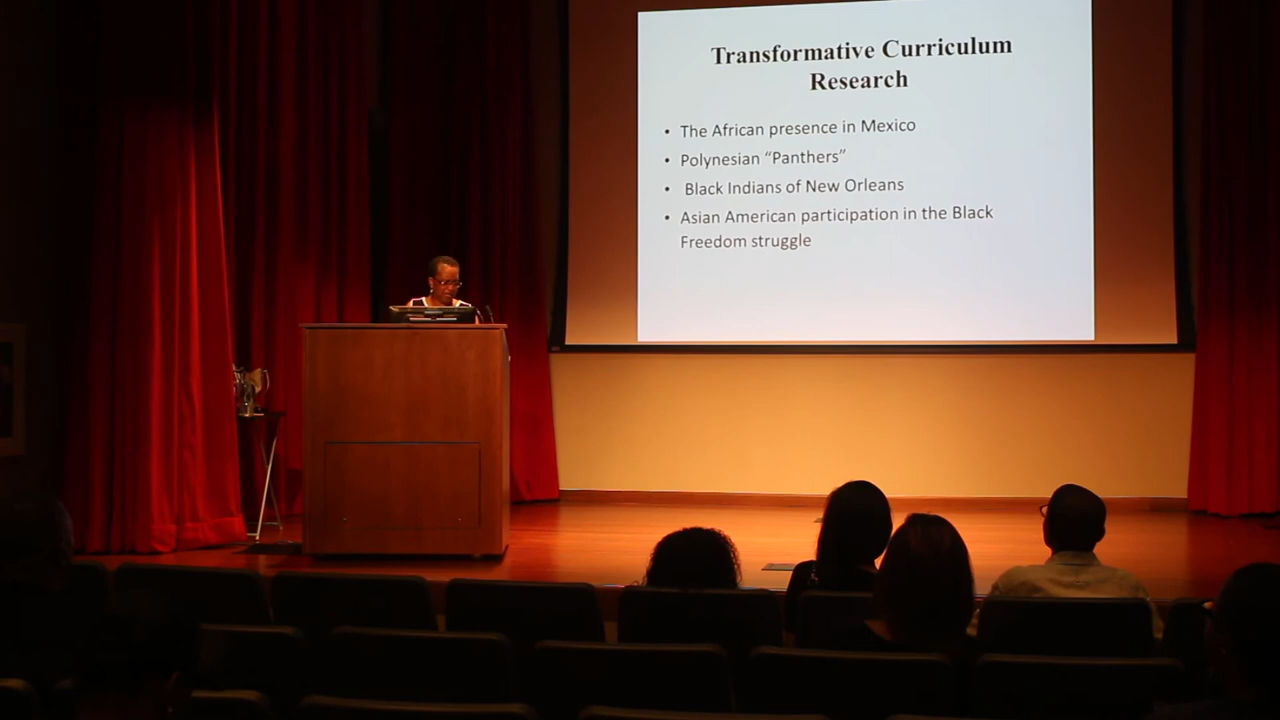 Transformative Curriculum
Research
• The African presence in Mexico
• Polynesian “Panthers”
• Black Indians of New Orleans
• Asian American participation in the Black
Freedom struggle